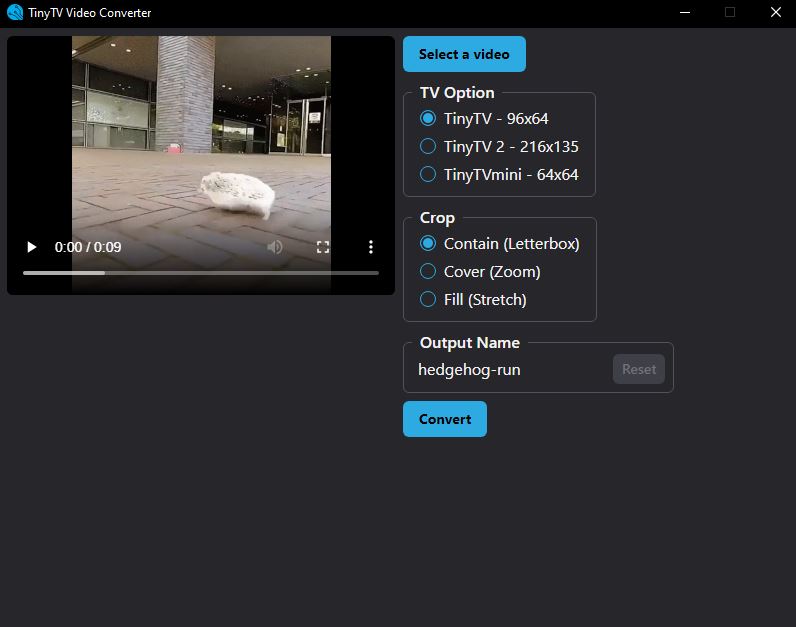 TinyTV Video Converter
0:00 / 0:09
Select a video
TV Option
TinyTV - 96x64
TinyTV 2 - 216x135
TinyTVmini - 64x64
Crop
Contain (Letterbox)
Cover (Zoom)
Fill (Stretch)
Output Name
hedgehog-run
Reset
Convert